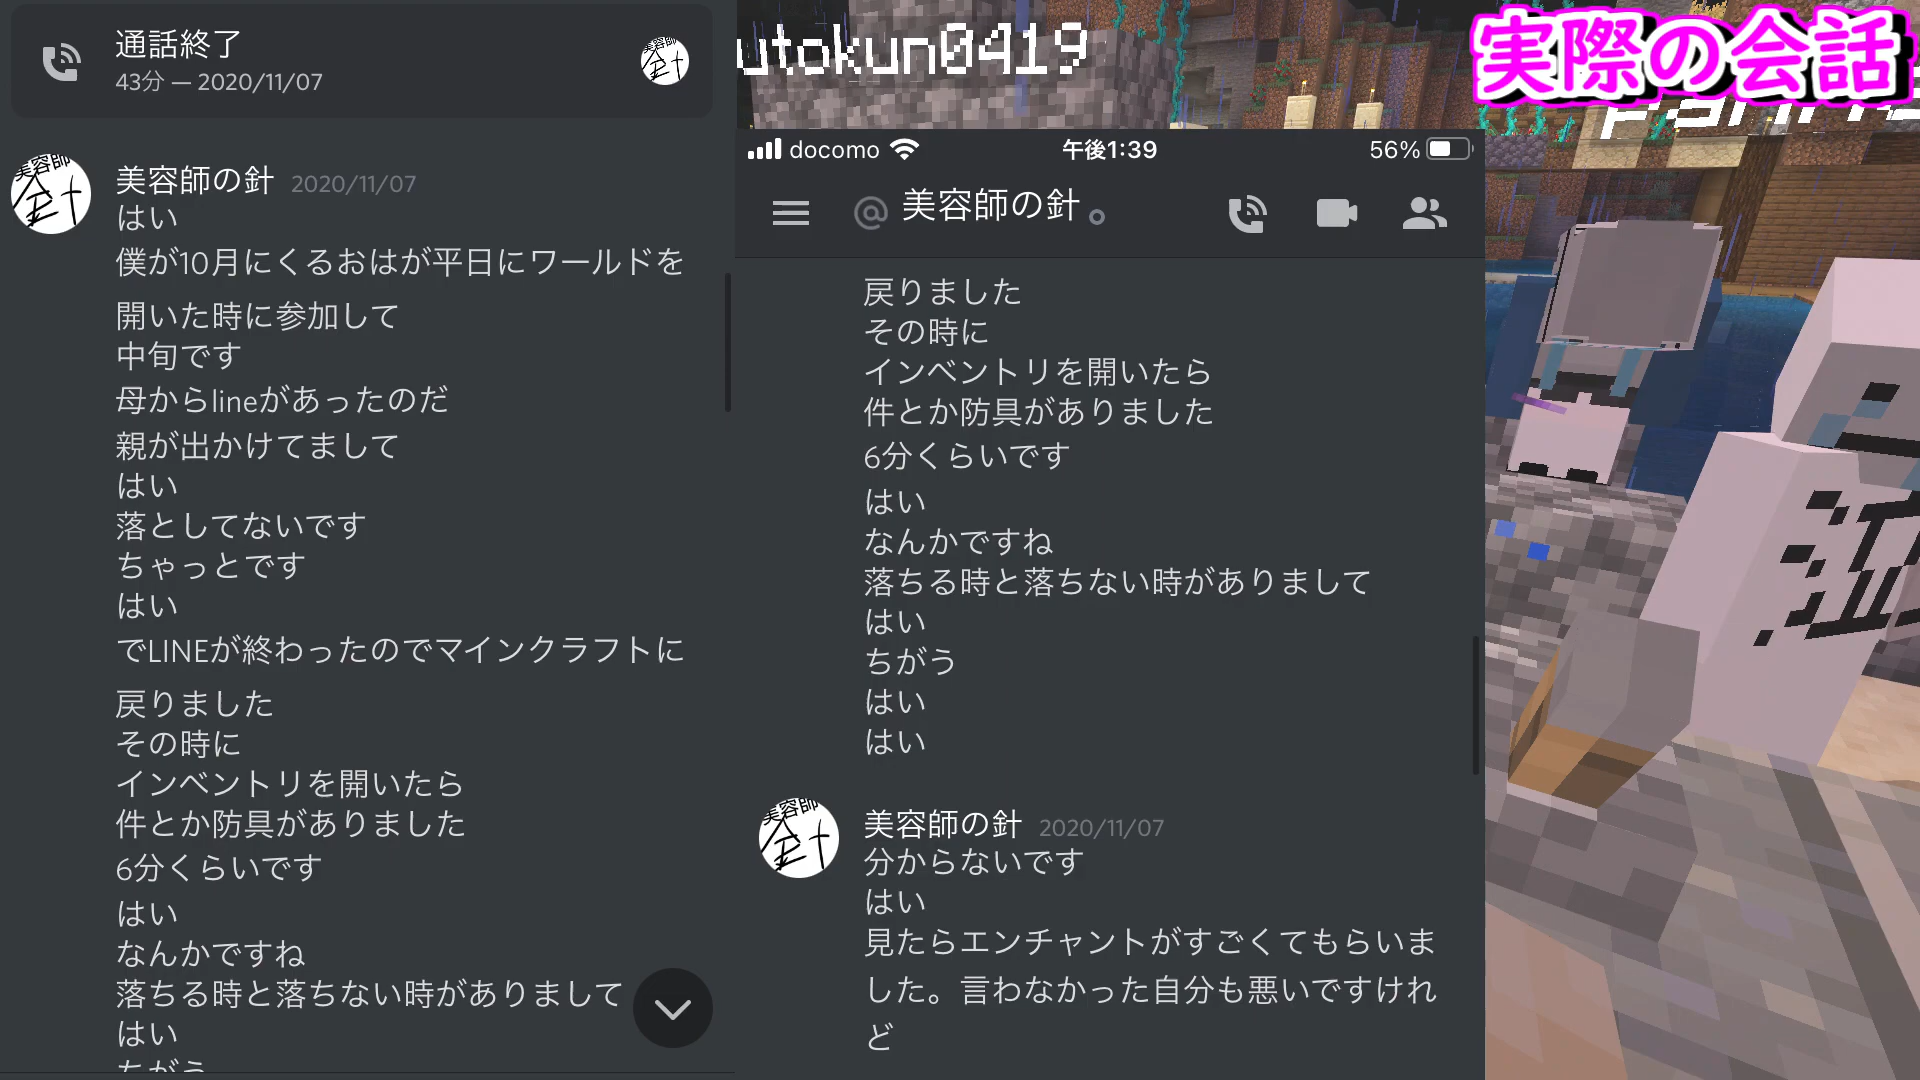 通話終了
43分 — 2020/11/07
美容師の針 2020/11/07
はい
僕が10月にくるおはが平日にワールドを
開いた時に参加して
中旬です
母からlineがあったのだ
親が出かけてまして
はい
落としてないです
ちゃっとです
はい
でLINEが終わったのでマインクラフトに
戻りました
その時に
インベントリを開いたら
件とか防具がありました
6分くらいです
はい
なんかですね
落ちる時と落ちない時がありまして
はい
ちがう
utokun0419
docomo 午後1:39 56%
@ 美容師の針
戻りました
その時に
インベントリを開いたら
件とか防具がありました
6分くらいです
はい
なんかですね
落ちる時と落ちない時がありまして
はい
ちがう
はい
はい
美容師の針 2020/11/07
分からないです
はい
見たらエンチャントがすごくてもらいま
した。言わなかった自分も悪いですけれ
ど
実際の会話